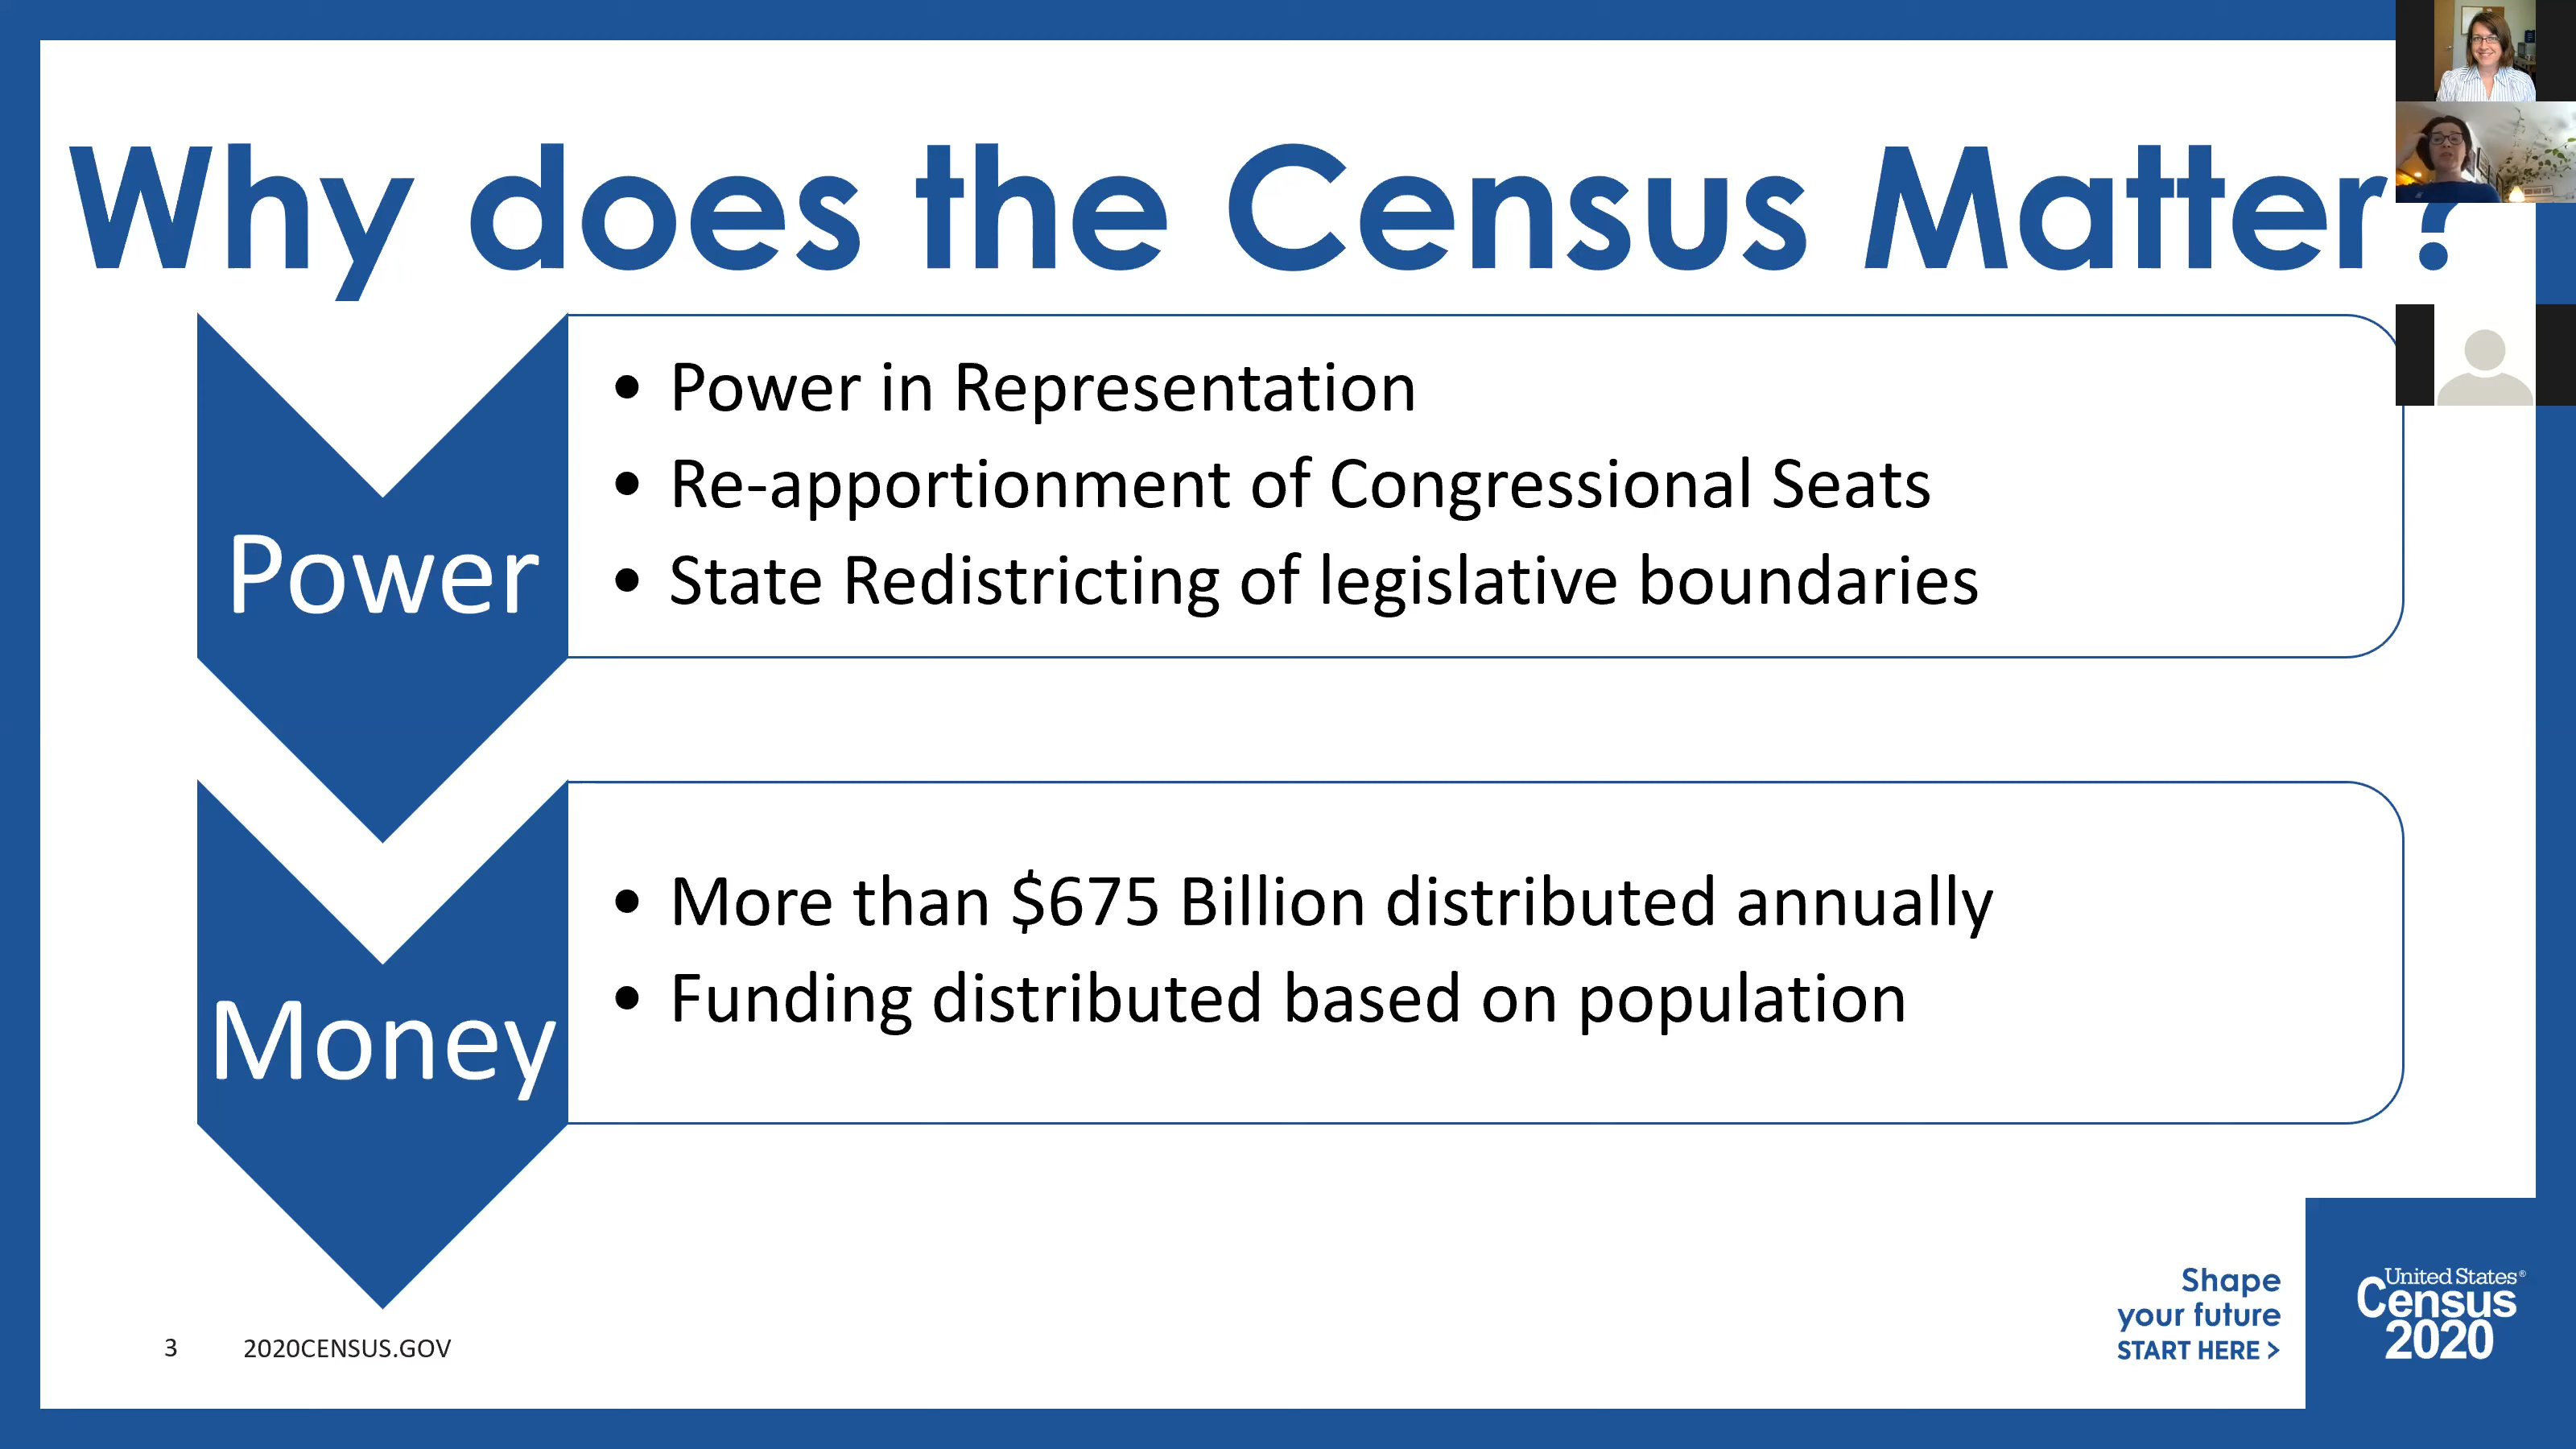 Why does the Census Matter?
Power
• Power in Representation
• Re-apportionment of Congressional Seats
• State Redistricting of legislative boundaries
Money
• More than $675 Billion distributed annually
• Funding distributed based on population
3 2020CENSUS.GOV
Shape
your future
START HERE >
United States®
Census
2020